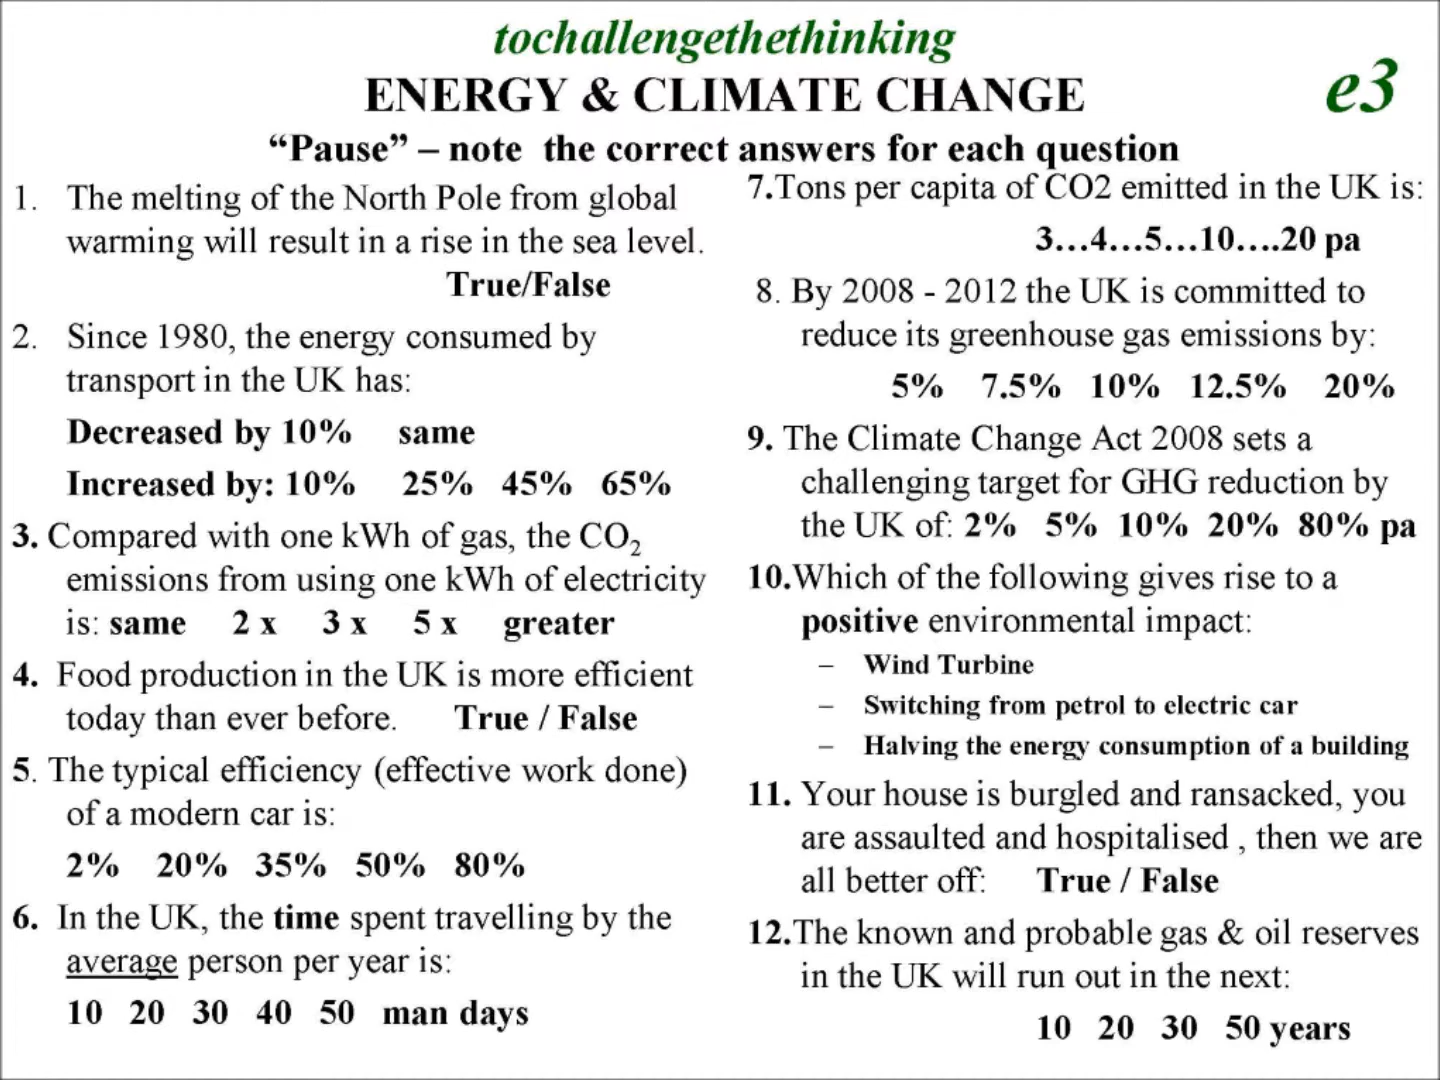 tochallengethethinking
ENERGY & CLIMATE CHANGE
e3
“Pause” – note the correct answers for each question
1. The melting of the North Pole from global
warming will result in a rise in the sea level.
True/False
2. Since 1980, the energy consumed by
transport in the UK has:
Decreased by 10% same
Increased by: 10% 25% 45% 65%
3. Compared with one kWh of gas, the CO2
emissions from using one kWh of electricity
is: same 2 x 3 x 5 x greater
4. Food production in the UK is more efficient
today than ever before. True / False
5. The typical efficiency (effective work done)
of a modern car is:
2% 20% 35% 50% 80%
6. In the UK, the time spent travelling by the
average person per year is:
10 20 30 40 50 man days
7.Tons per capita of CO2 emitted in the UK is:
3…4…5…10….20 pa
8. By 2008 - 2012 the UK is committed to
reduce its greenhouse gas emissions by:
5% 7.5% 10% 12.5% 20%
9. The Climate Change Act 2008 sets a
challenging target for GHG reduction by
the UK of: 2% 5% 10% 20% 80% pa
10.Which of the following gives rise to a
positive environmental impact:
– Wind Turbine
– Switching from petrol to electric car
– Halving the energy consumption of a building
11. Your house is burgled and ransacked, you
are assaulted and hospitalised , then we are
all better off: True / False
12.The known and probable gas & oil reserves
in the UK will run out in the next:
10 20 30 50 years